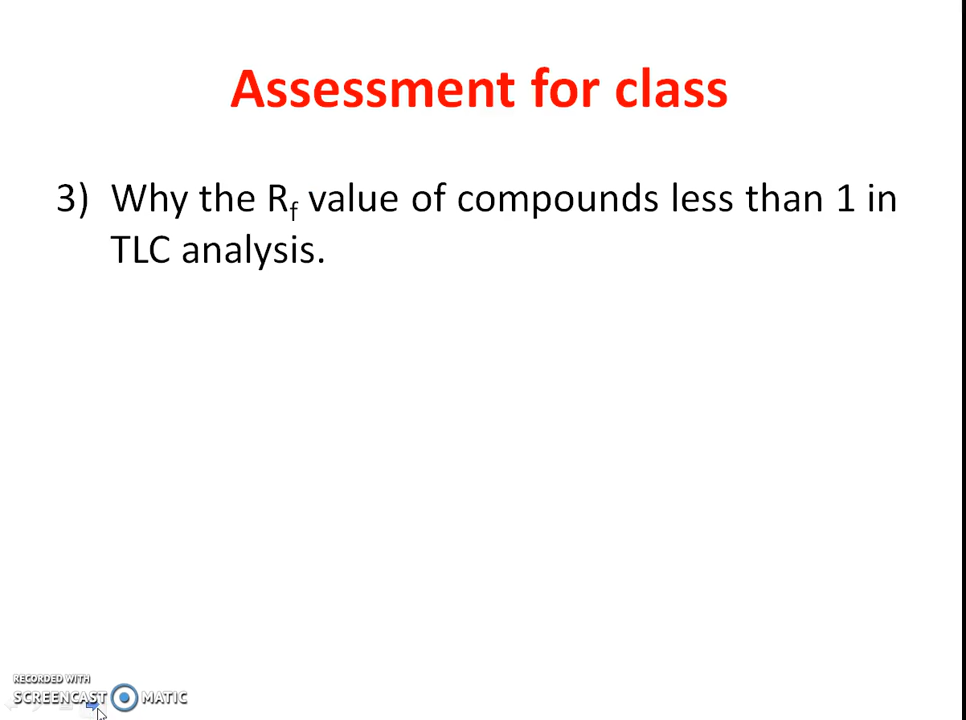 Assessment for class
3) Why the Rf value of compounds less than 1 in
TLC analysis.
RECORDED WITH
SCREENCAST MATIC